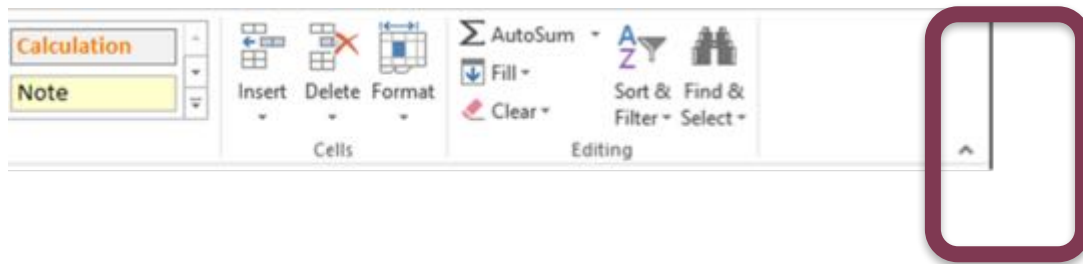 Calculation
Note
Insert
Delete
Format
Cells
AutoSum
Fill
Clear
Sort &
Filter
Find &
Select
Editing